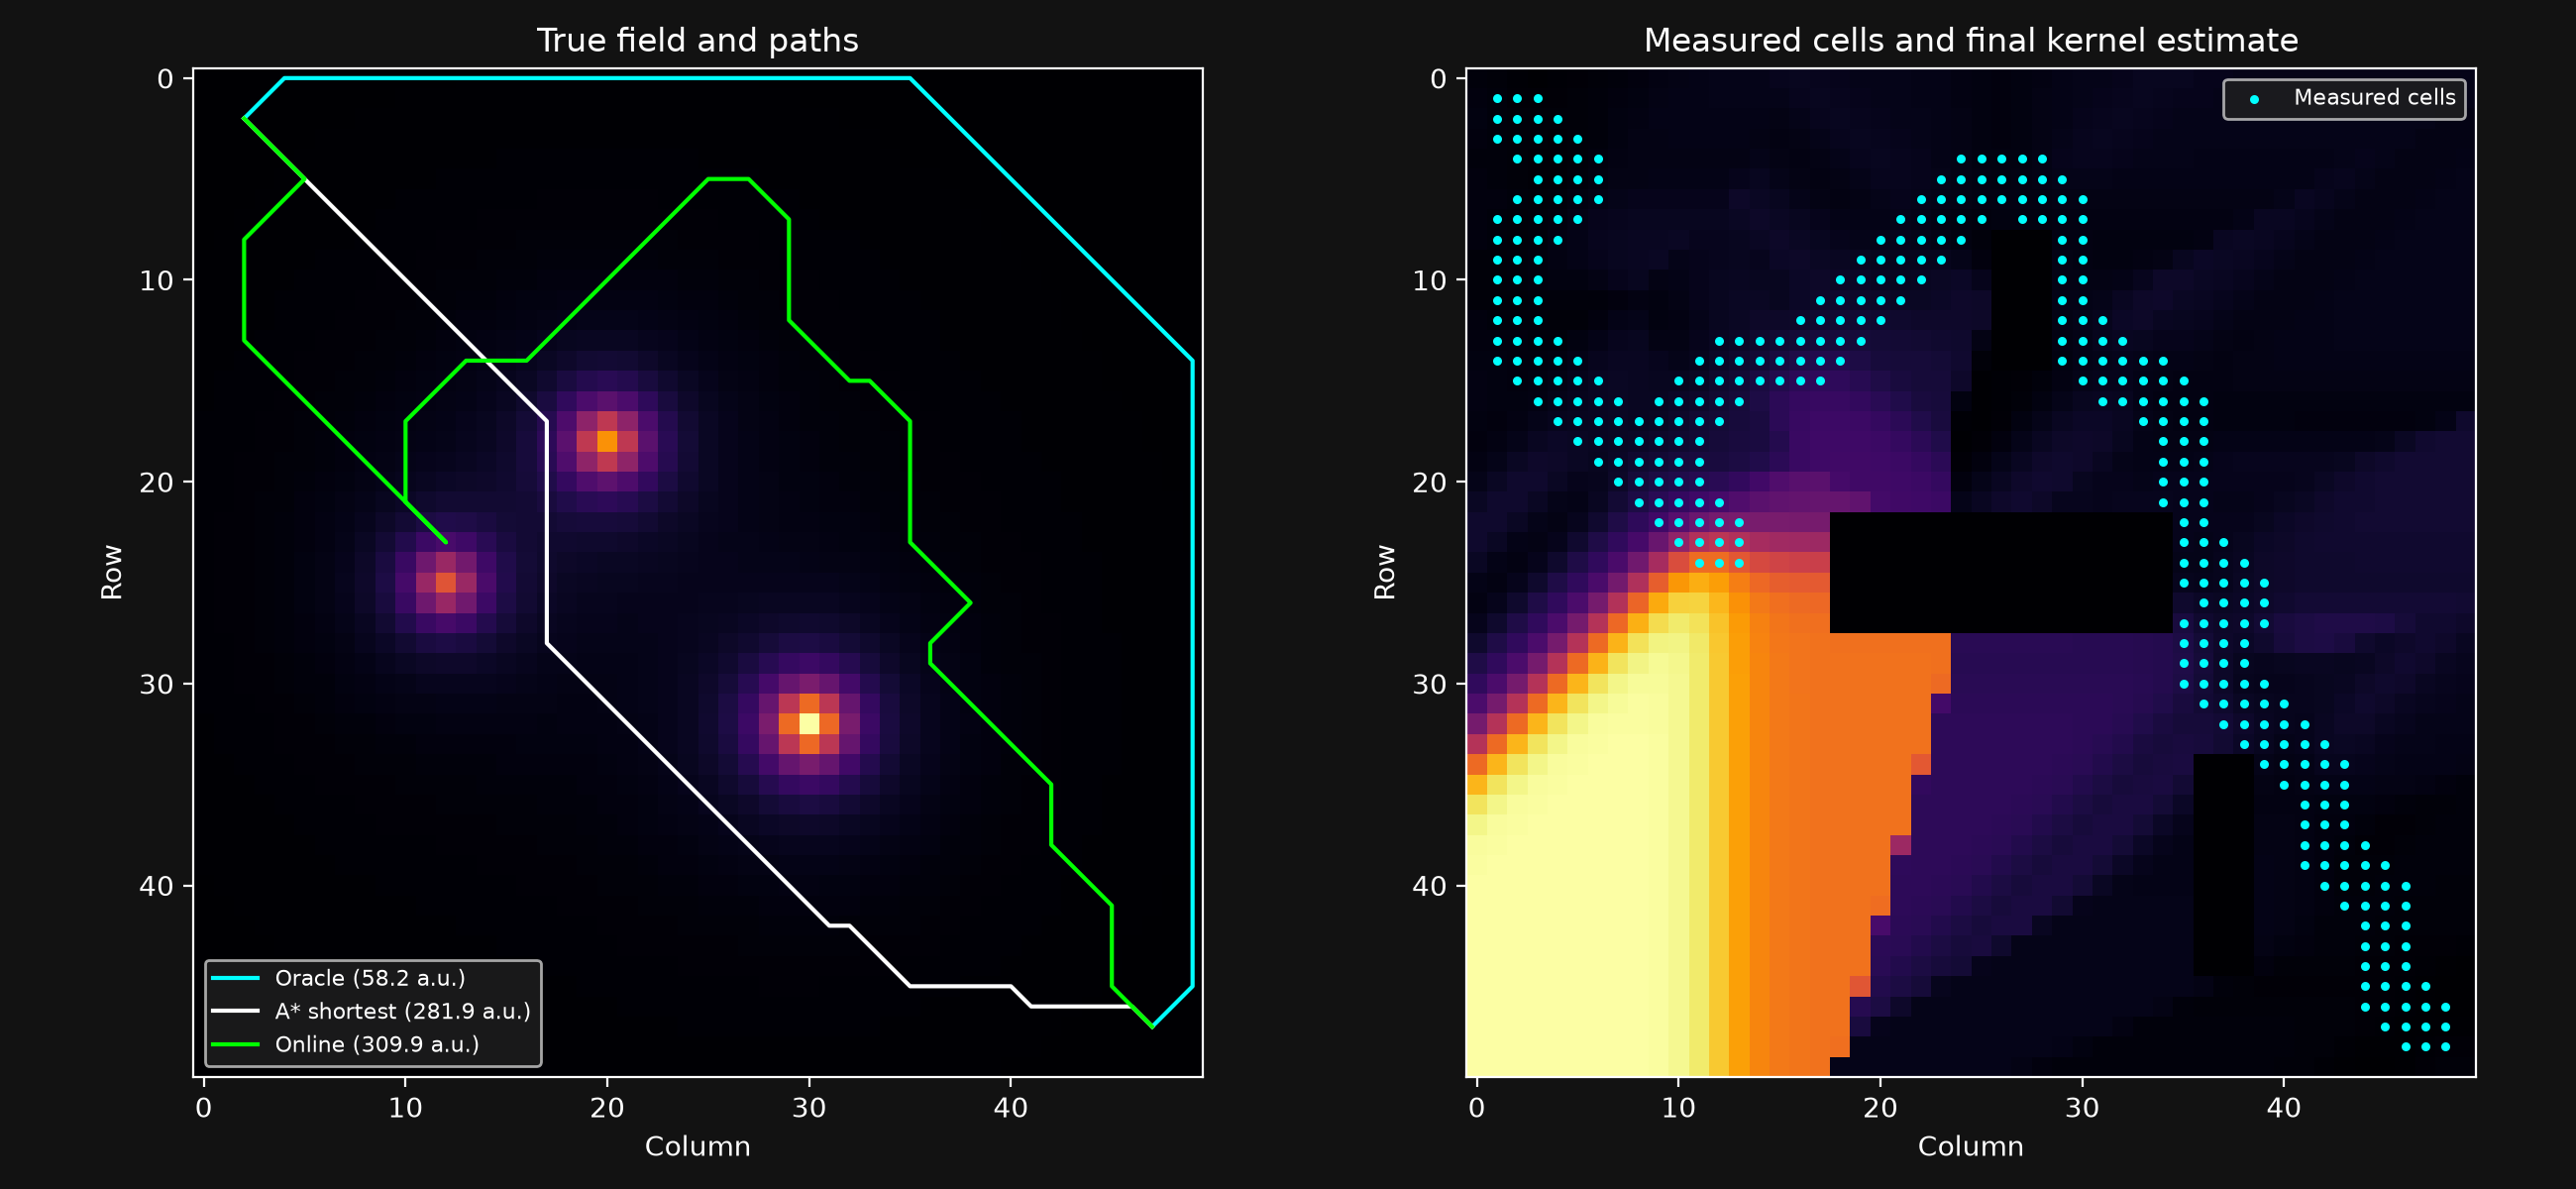 True field and paths
0
10
20
30
40
Row
Oracle (58.2 a.u.)
A* shortest (281.9 a.u.)
Online (309.9 a.u.)
0 10 20 30 40
Column
Measured cells and final kernel estimate
Measured cells
0
10
20
30
40
Row
0 10 20 30 40
Column